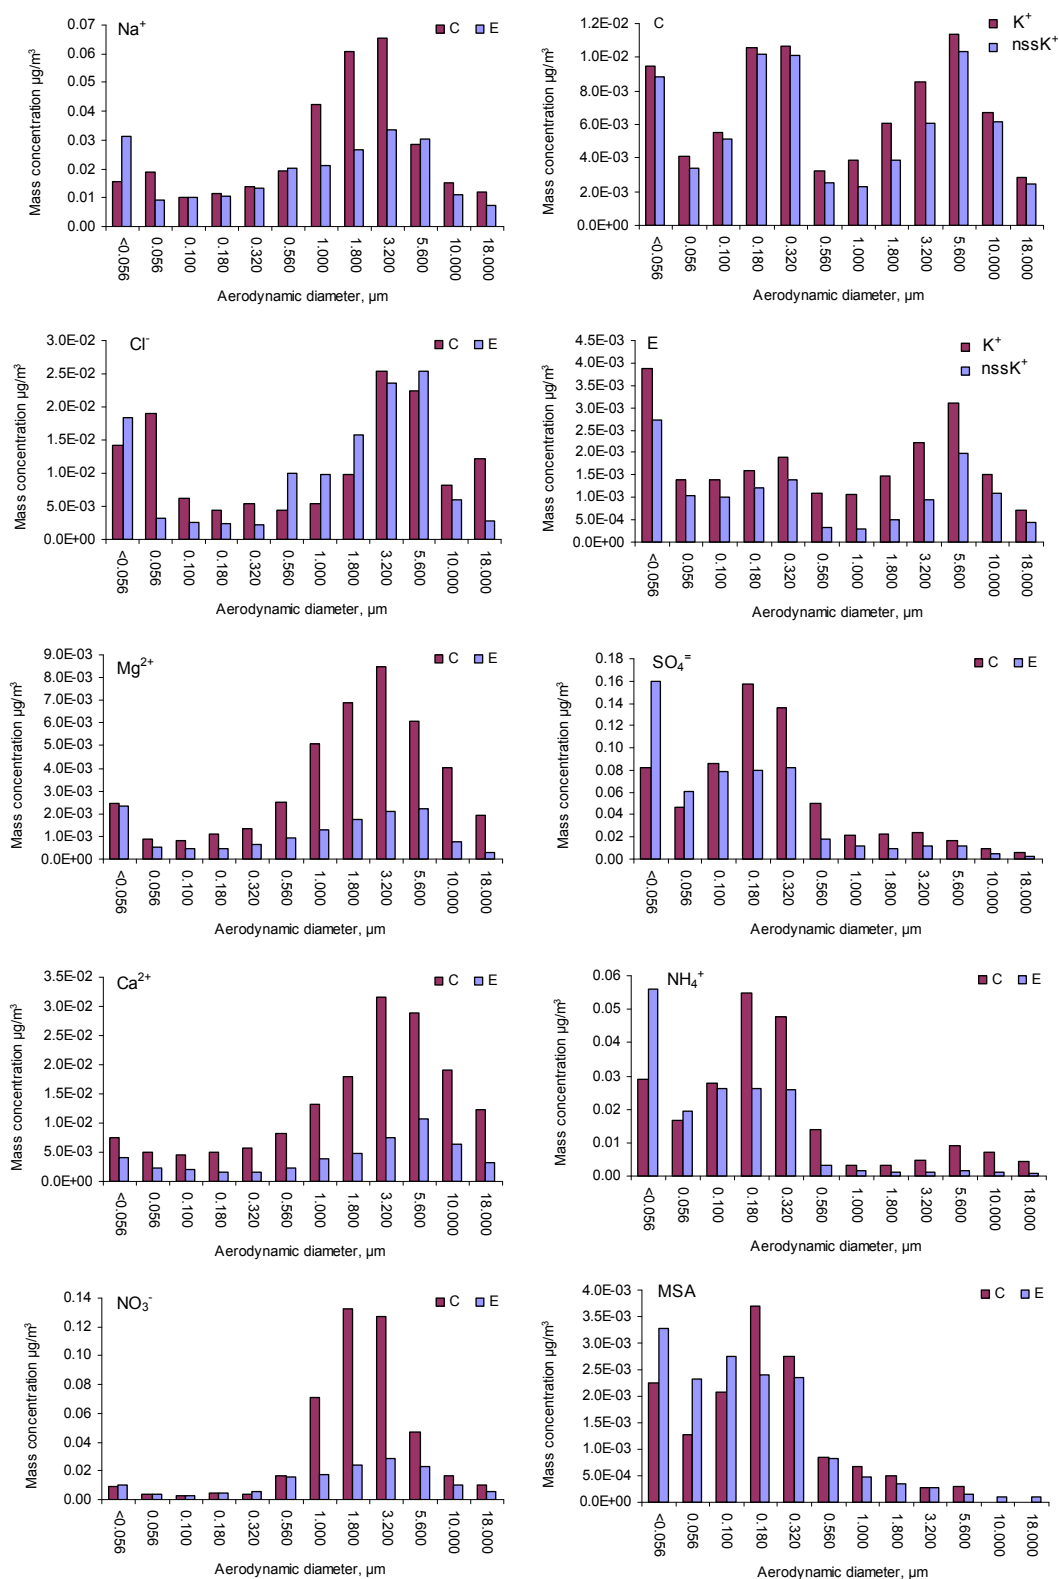 Na+
C E
Mass concentration µg/m³
0.07
0.06
0.05
0.04
0.03
0.02
0.01
0.00
<0.056 0.056 0.100 0.180 0.320 0.560 1.000 1.800 3.200 5.600 10.000 18.000
Aerodynamic diameter, µm
C
K+
nssK+
Mass concentration µg/m³
1.2E-02
1.0E-02
8.0E-03
6.0E-03
4.0E-03
2.0E-03
0.0E+00
<0.056 0.056 0.100 0.180 0.320 0.560 1.000 1.800 3.200 5.600 10.000 18.000
Aerodynamic diameter, µm
Cl-
C E
Mass concentration µg/m³
3.0E-02
2.5E-02
2.0E-02
1.5E-02
1.0E-02
5.0E-03
0.0E+00
<0.056 0.056 0.100 0.180 0.320 0.560 1.000 1.800 3.200 5.600 10.000 18.000
Aerodynamic diameter, µm
E
K+
nssK+
Mass concentration µg/m³
4.5E-03
4.0E-03
3.5E-03
3.0E-03
2.5E-03
2.0E-03
1.5E-03
1.0E-03
5.0E-04
0.0E+00
<0.056 0.056 0.100 0.180 0.320 0.560 1.000 1.800 3.200 5.600 10.000 18.000
Aerodynamic diameter, µm
Mg2+
C E
Mass concentration µg/m³
9.0E-03
8.0E-03
7.0E-03
6.0E-03
5.0E-03
4.0E-03
3.0E-03
2.0E-03
1.0E-03
0.0E+00
<0.056 0.056 0.100 0.180 0.320 0.560 1.000 1.800 3.200 5.600 10.000 18.000
Aerodynamic diameter, µm
SO4=
C E
Mass concentration µg/m³
0.18
0.16
0.14
0.12
0.10
0.08
0.06
0.04
0.02
0.00
<0.056 0.056 0.100 0.180 0.320 0.560 1.000 1.800 3.200 5.600 10.000 18.000
Aerodynamic diameter, µm
Ca2+
C E
Mass concentration µg/m³
3.5E-02
3.0E-02
2.5E-02
2.0E-02
1.5E-02
1.0E-02
5.0E-03
0.0E+00
<0.056 0.056 0.100 0.180 0.320 0.560 1.000 1.800 3.200 5.600 10.000 18.000
Aerodynamic diameter, µm
NH4+
C E
Mass concentration µg/m³
0.06
0.05
0.04
0.03
0.02
0.01
0.00
<0.056 0.056 0.100 0.180 0.320 0.560 1.000 1.800 3.200 5.600 10.000 18.000
Aerodynamic diameter, µm
NO3-
C E
Mass concentration µg/m³
0.14
0.12
0.10
0.08
0.06
0.04
0.02
0.00
<0.056 0.056 0.100 0.180 0.320 0.560 1.000 1.800 3.200 5.600 10.000 18.000
Aerodynamic diameter, µm
MSA
C E
Mass concentration µg/m³
4.0E-03
3.5E-03
3.0E-03
2.5E-03
2.0E-03
1.5E-03
1.0E-03
5.0E-04
0.0E+00
<0.056 0.056 0.100 0.180 0.320 0.560 1.000 1.800 3.200 5.600 10.000 18.000
Aerodynamic diameter, µm